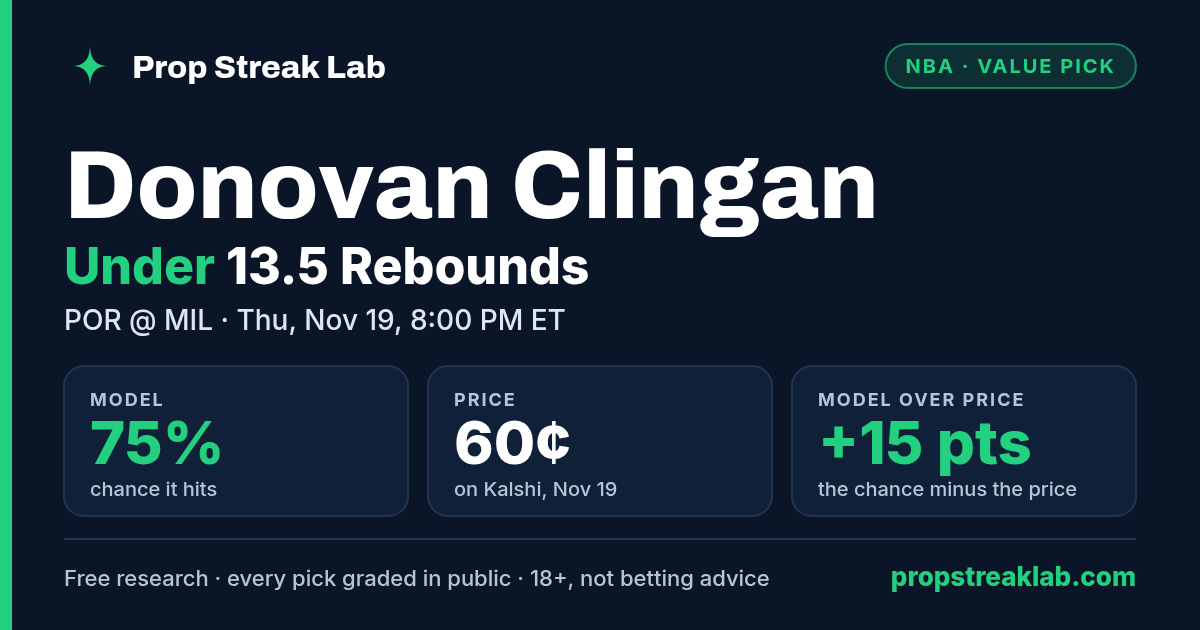 Prop Streak Lab
NBA · VALUE PICK
Donovan Clingan
Under 13.5 Rebounds
POR @ MIL · Thu, Nov 19, 8:00 PM ET
MODEL
75%
chance it hits
PRICE
60¢
on Kalshi, Nov 19
MODEL OVER PRICE
+15 pts
the chance minus the price
Free research · every pick graded in public · 18+, not betting advice
propstreaklab.com